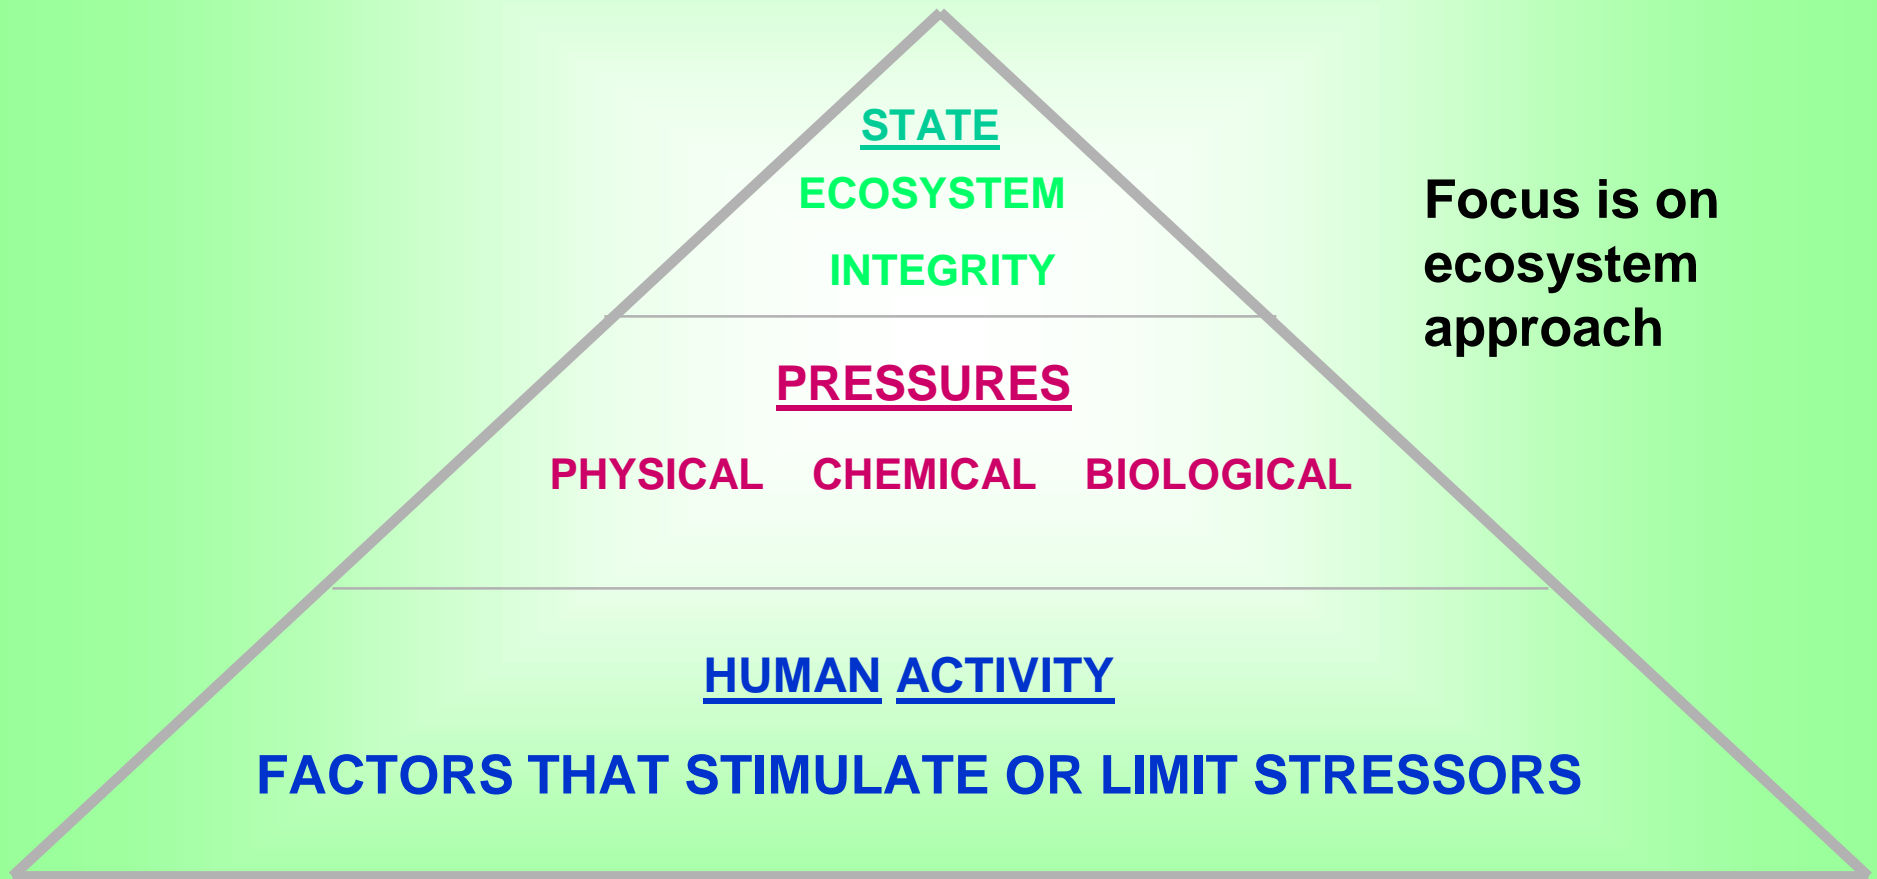 STATE
ECOSYSTEM
INTEGRITY
Focus is on
ecosystem
approach
PRESSURES
PHYSICAL CHEMICAL BIOLOGICAL
HUMAN ACTIVITY
FACTORS THAT STIMULATE OR LIMIT STRESSORS